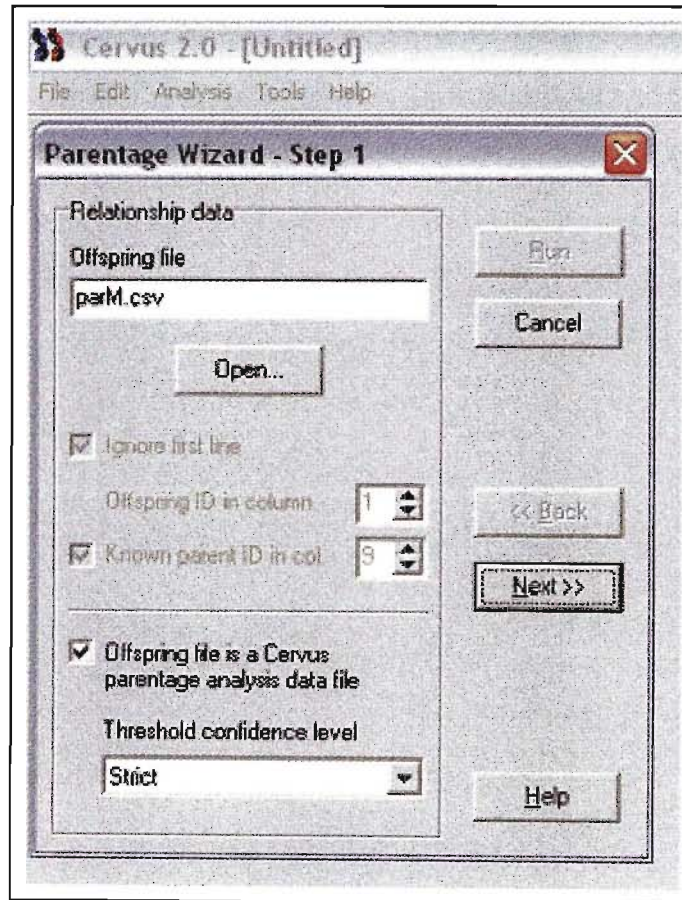 Cervus 2.0 - [Untitled]
File Edit Analysis Tools Help
Parentage Wizard - Step 1
Relationship data
Offspring file
parM.csv
Open...
Ignore first line
Offspring ID in column 1
Known parent ID in col 9
Offspring file is a Cervus
parentage analysis data file
Threshold confidence level
Strict
Run
Cancel
<< Back
Next >>
Help